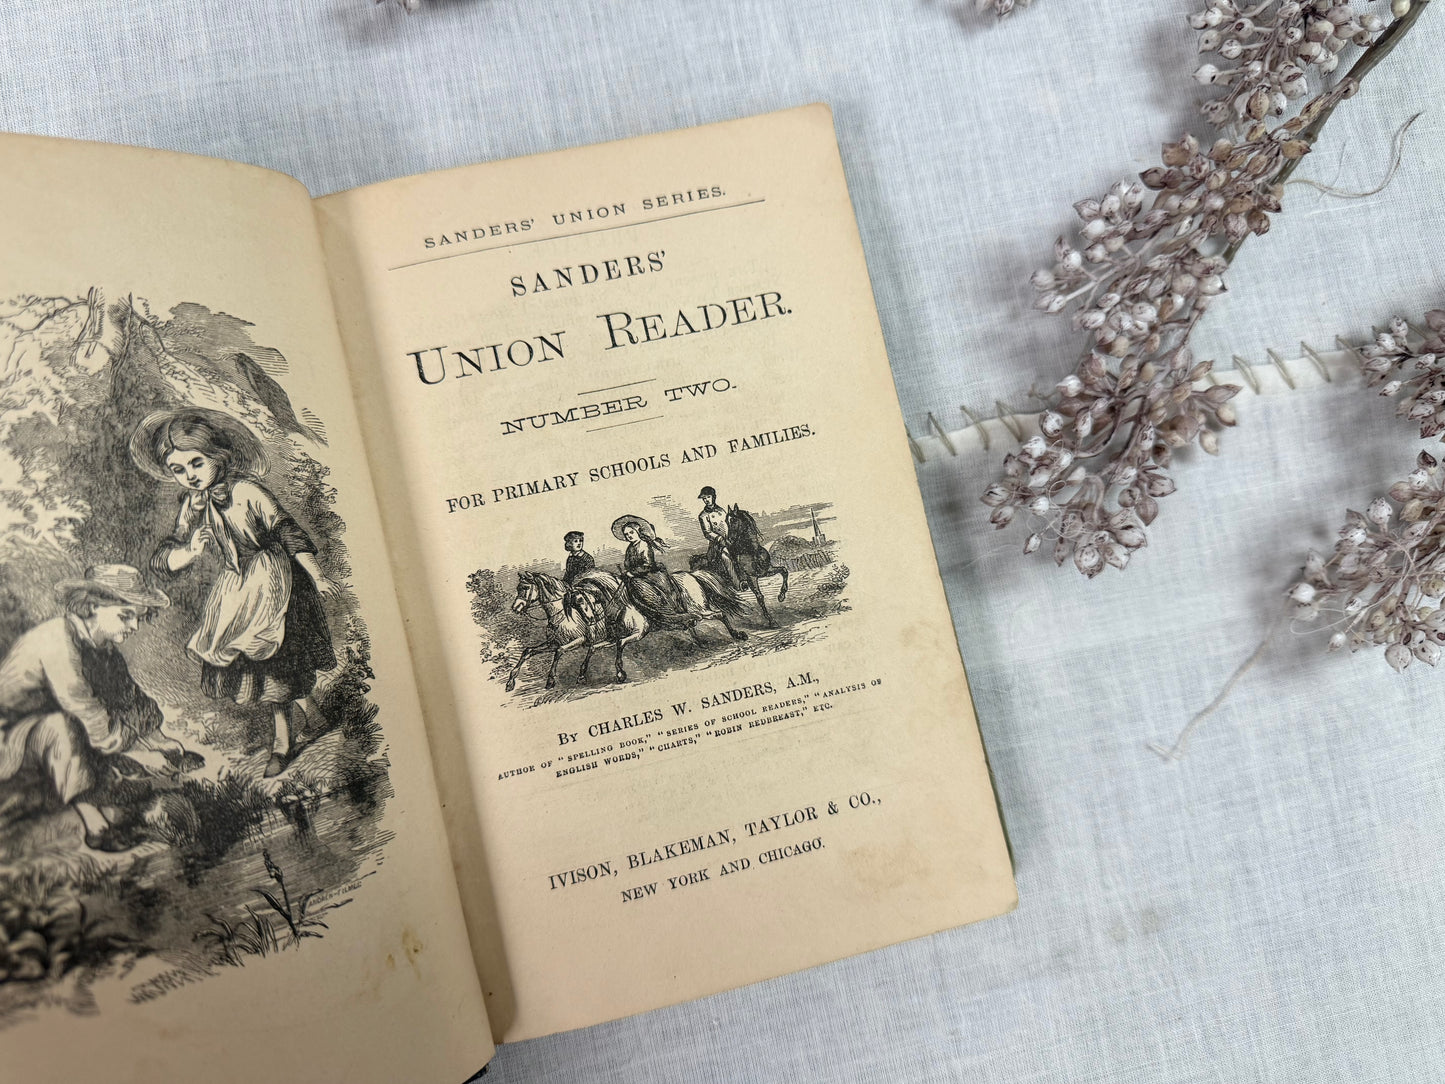 SANDERS' UNION SERIES.
SANDERS'
UNION READER.
NUMBER TWO.
FOR PRIMARY SCHOOLS AND FAMILIES.
BY CHARLES W. SANDERS, A.M.,
AUTHOR OF "SPELLING BOOK," "SERIES OF SCHOOL READERS," "ANALYSIS OF
ENGLISH WORDS," "CHARTS," "ROBIN REDBREAST," ETC.
IVISON, BLAKEMAN, TAYLOR & CO.,
NEW YORK AND CHICAGO.